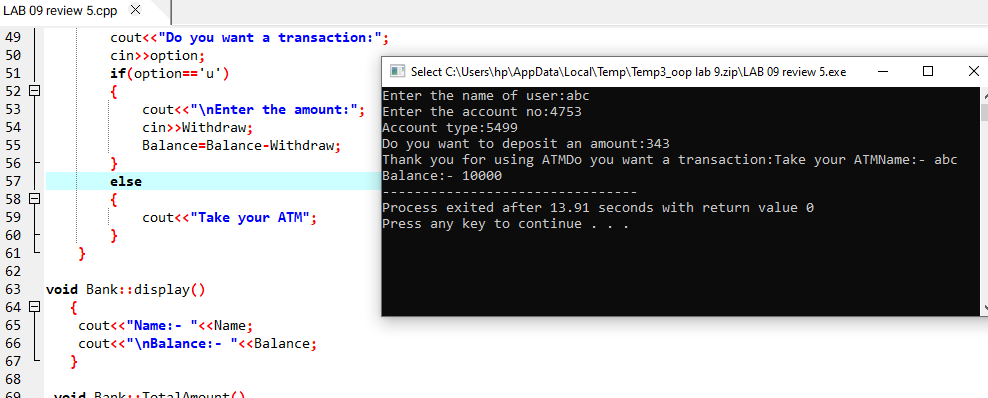 LAB 09 review 5.cpp
49 cout<<"Do you want a transaction:";
50 cin>>option;
51 if(option=='u')
52 {
53 cout<<"\nEnter the amount:";
54 cin>>Withdraw;
55 Balance=Balance-Withdraw;
56 }
57 else
58 {
59 cout<<"Take your ATM";
60 }
61 }
62
63 void Bank::display()
64 {
65 cout<<"Name:- "<<Name;
66 cout<<"\nBalance:- "<<Balance;
67 }
68
69 void Bank::TotalAmount()
Select C:\Users\hp\AppData\Local\Temp\Temp3_oop lab 9.zip\LAB 09 review 5.exe
Enter the name of user:abc
Enter the account no:4753
Account type:5499
Do you want to deposit an amount:343
Thank you for using ATMDo you want a transaction:Take your ATMName:- abc
Balance:- 10000
--------------------------------
Process exited after 13.91 seconds with return value 0
Press any key to continue . . .